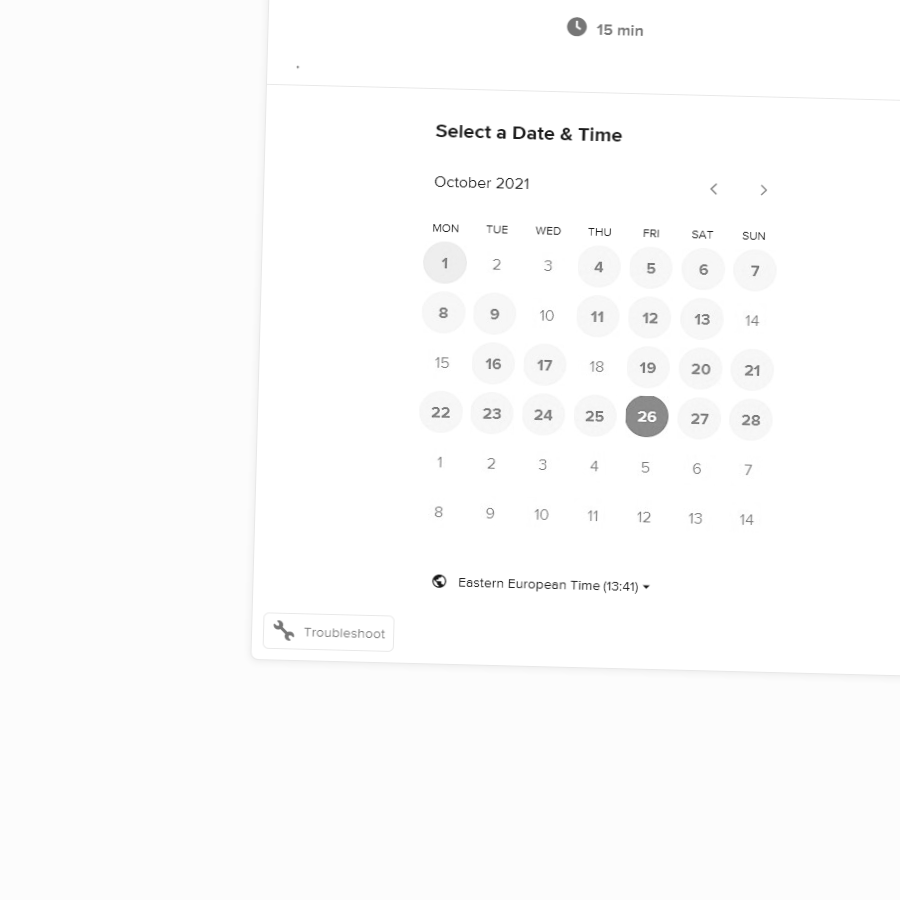 15 min
.
Select a Date & Time
October 2021
MON TUE WED THU FRI SAT SUN
1 2 3 4 5 6 7
8 9 10 11 12 13 14
15 16 17 18 19 20 21
22 23 24 25 26 27 28
1 2 3 4 5 6 7
8 9 10 11 12 13 14
Eastern European Time (13:41)
Troubleshoot